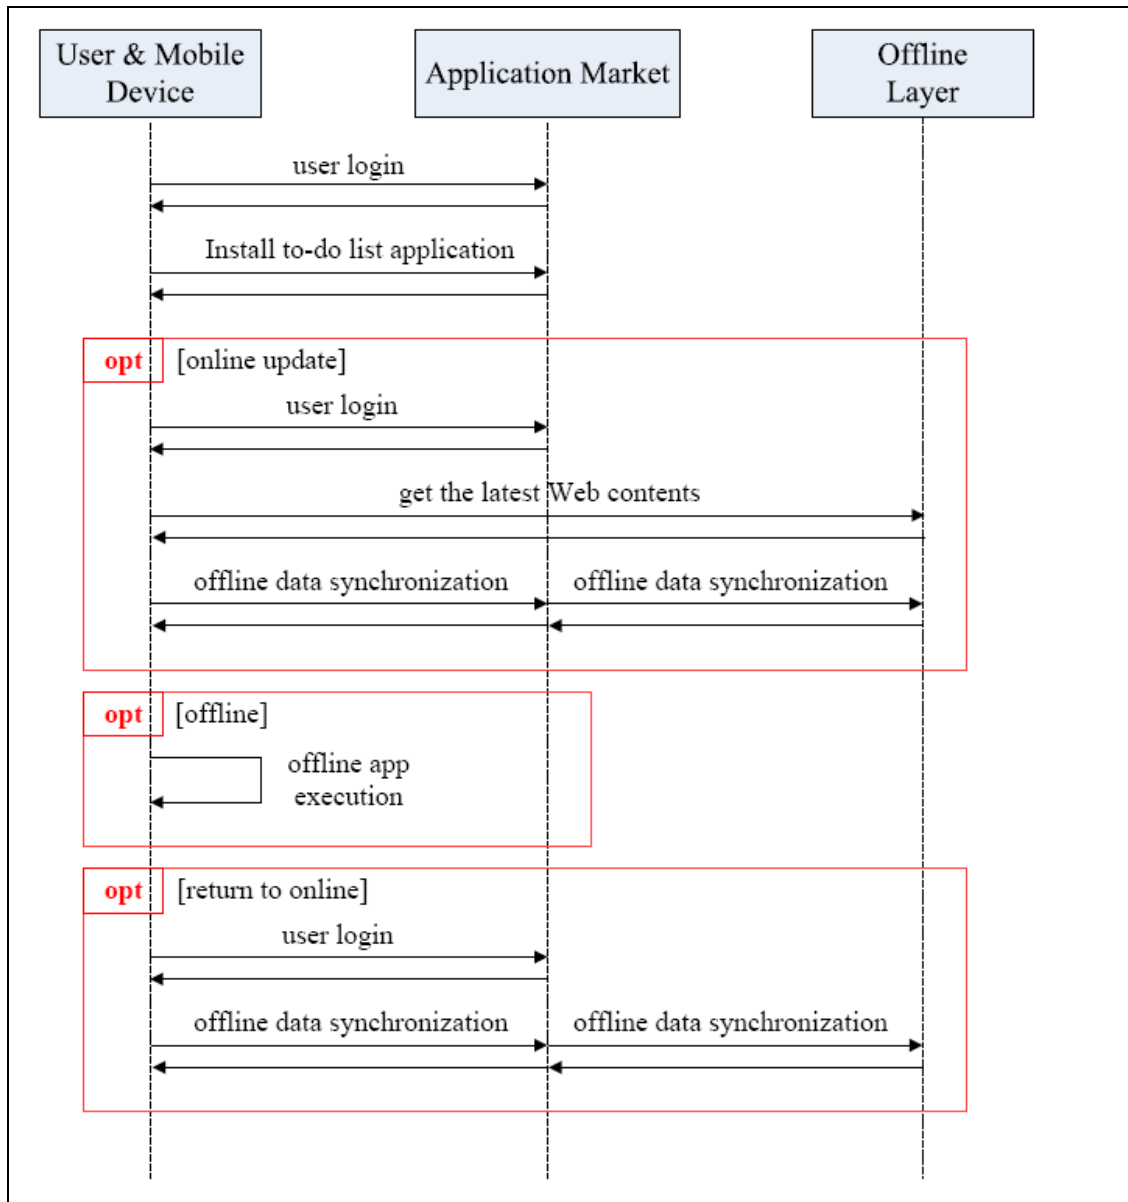 User & Mobile
Device
Application Market
Offline
Layer
user login
Install to-do list application
opt
[online update]
user login
get the latest Web contents
offline data synchronization
offline data synchronization
opt
[offline]
offline app
execution
opt
[return to online]
user login
offline data synchronization
offline data synchronization